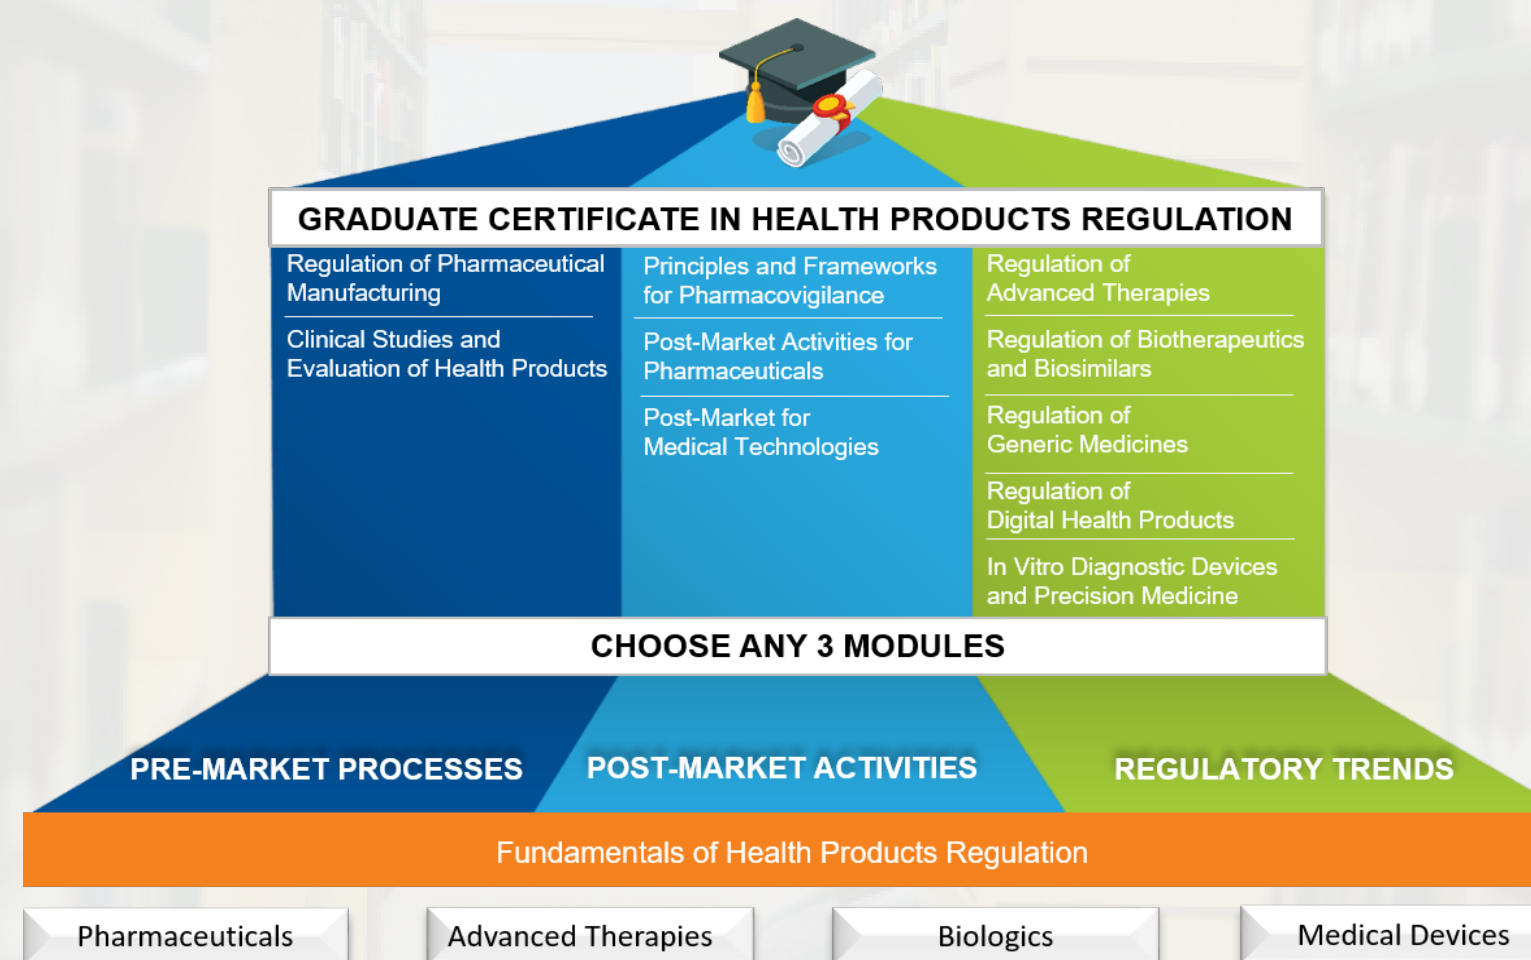 GRADUATE CERTIFICATE IN HEALTH PRODUCTS REGULATION
Regulation of Pharmaceutical
Manufacturing
Clinical Studies and
Evaluation of Health Products
Principles and Frameworks
for Pharmacovigilance
Post-Market Activities for
Pharmaceuticals
Post-Market for
Medical Technologies
Regulation of
Advanced Therapies
Regulation of Biotherapeutics
and Biosimilars
Regulation of
Generic Medicines
Regulation of
Digital Health Products
In Vitro Diagnostic Devices
and Precision Medicine
CHOOSE ANY 3 MODULES
PRE-MARKET PROCESSES
POST-MARKET ACTIVITIES
REGULATORY TRENDS
Fundamentals of Health Products Regulation
Pharmaceuticals
Advanced Therapies
Biologics
Medical Devices